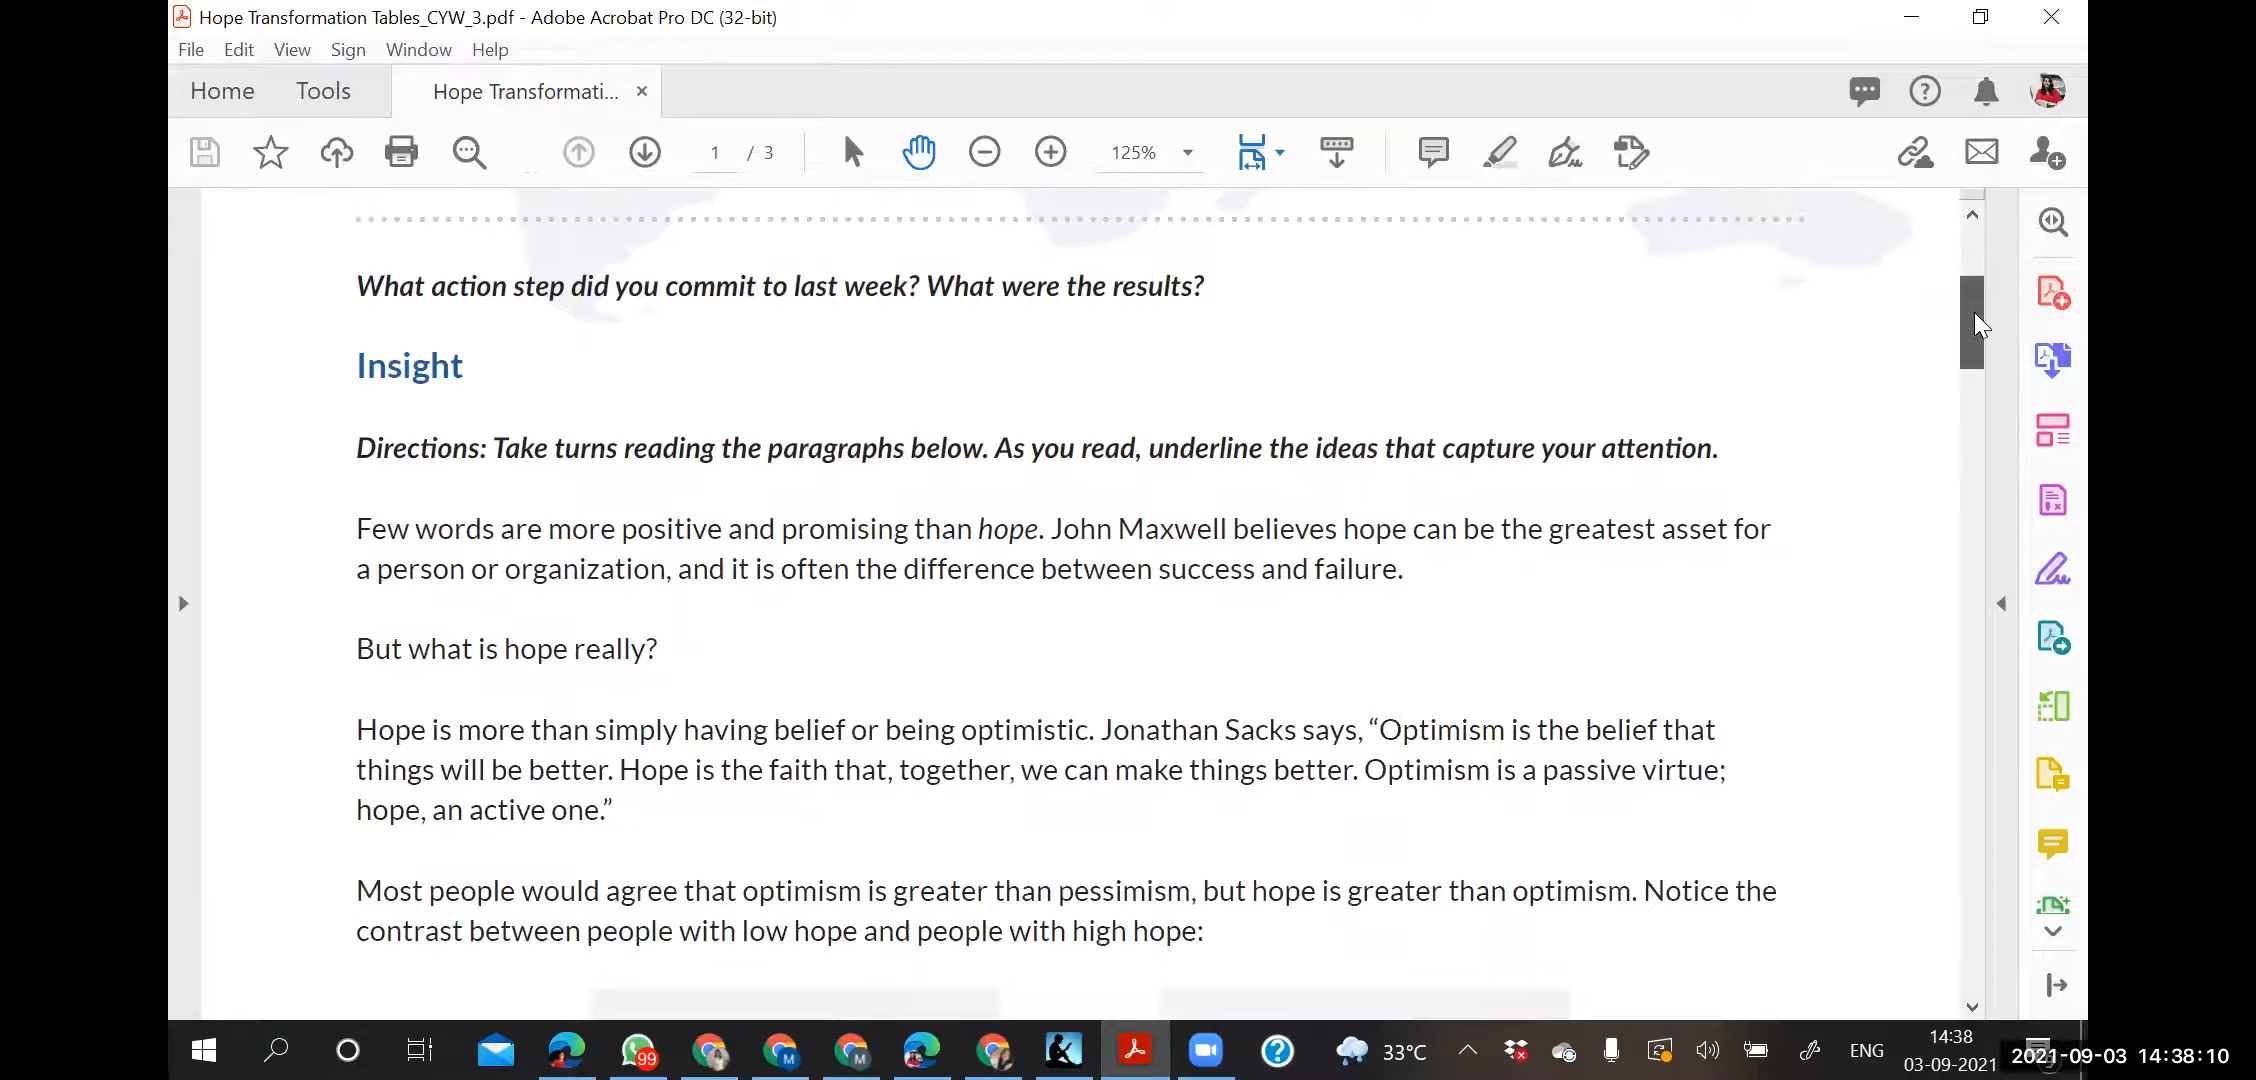 Hope Transformation Tables_CYW_3.pdf - Adobe Acrobat Pro DC (32-bit)
File Edit View Sign Window Help
Home Tools Hope Transformati... ×
1 / 3 125%
What action step did you commit to last week? What were the results?
Insight
Directions: Take turns reading the paragraphs below. As you read, underline the ideas that capture your attention.
Few words are more positive and promising than hope. John Maxwell believes hope can be the greatest asset for
a person or organization, and it is often the difference between success and failure.
But what is hope really?
Hope is more than simply having belief or being optimistic. Jonathan Sacks says, “Optimism is the belief that
things will be better. Hope is the faith that, together, we can make things better. Optimism is a passive virtue;
hope, an active one.”
Most people would agree that optimism is greater than pessimism, but hope is greater than optimism. Notice the
contrast between people with low hope and people with high hope:
99 M M 33°C ENG 14:38
03-09-2021
2021-09-03 14:38:10